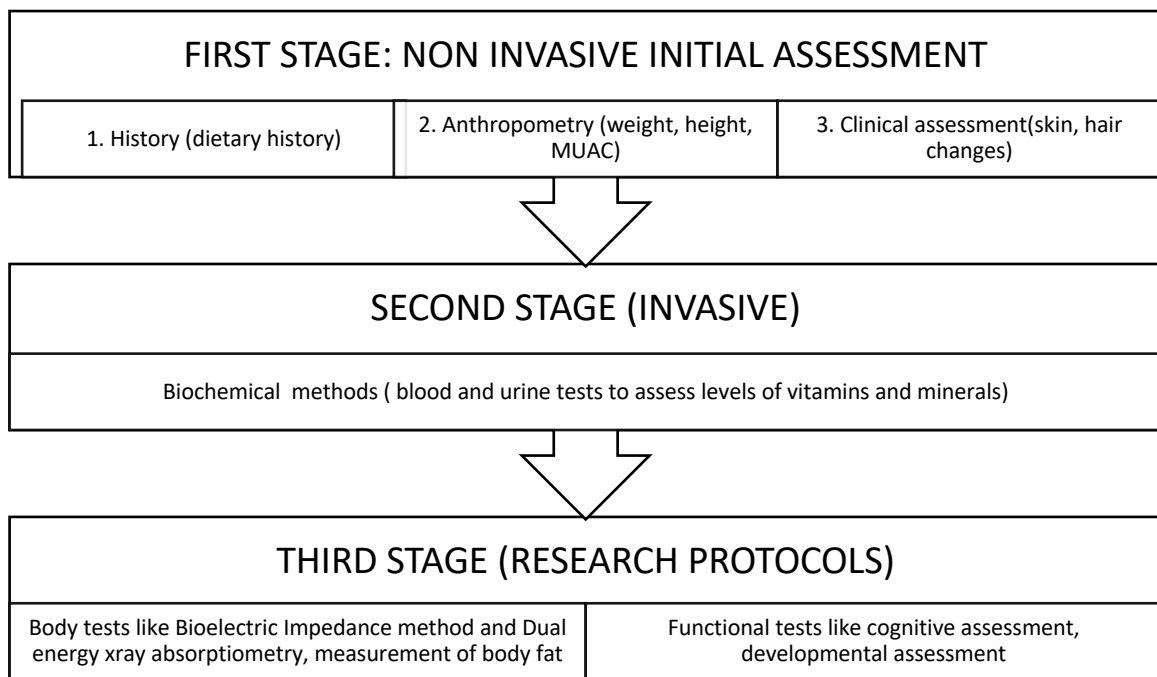 FIRST STAGE: NON INVASIVE INITIAL ASSESSMENT
1. History (dietary history)
2. Anthropometry (weight, height,
MUAC)
3. Clinical assessment(skin, hair
changes)
SECOND STAGE (INVASIVE)
Biochemical methods ( blood and urine tests to assess levels of vitamins and minerals)
THIRD STAGE (RESEARCH PROTOCOLS)
Body tests like Bioelectric Impedance method and Dual
energy xray absorptiometry, measurement of body fat
Functional tests like cognitive assessment,
developmental assessment